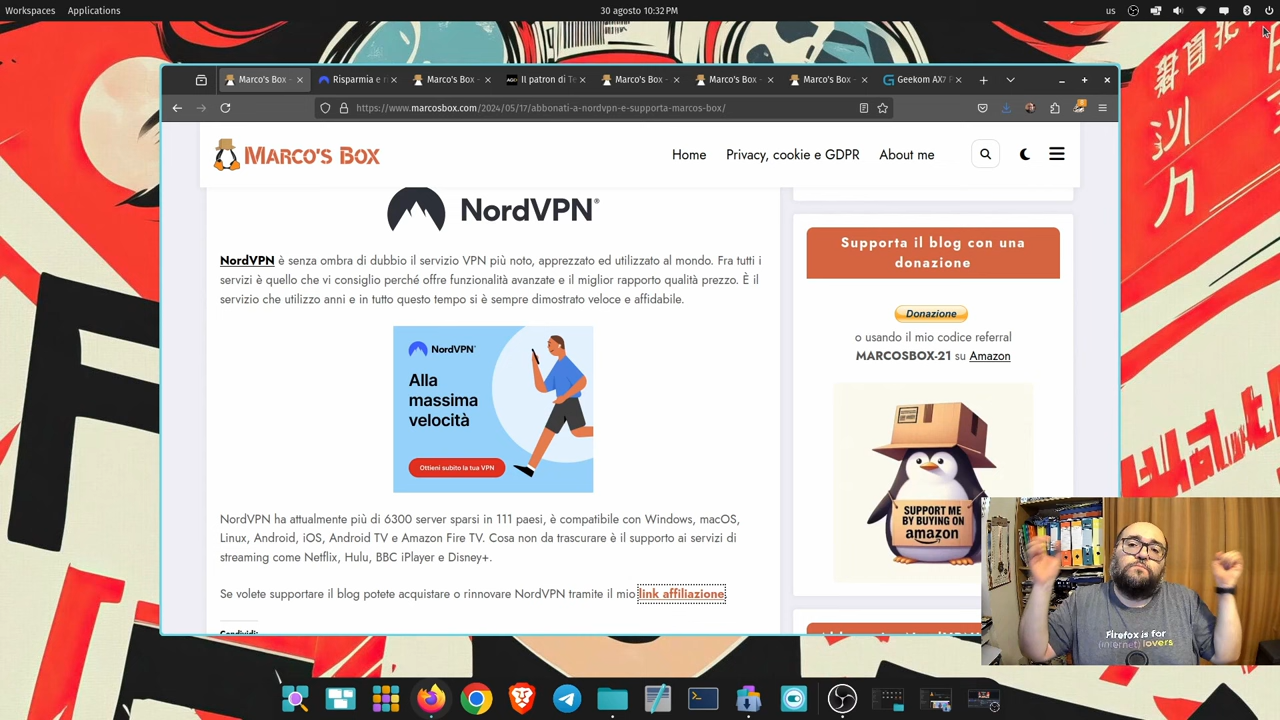 Workspaces Applications 30 agosto 10:32 PM us
Marco's Box - Risparmia e r Marco's Box - Il patron di Te Marco's Box - Marco's Box - Marco's Box - Geekom AX7 P
https://www.marcosbox.com/2024/05/17/abbonati-a-nordvpn-e-supporta-marcos-box/
MARCO'S BOX Home Privacy, cookie e GDPR About me
NordVPN®
NordVPN è senza ombra di dubbio il servizio VPN più noto, apprezzato ed utilizzato al mondo. Fra tutti i
servizi è quello che vi consiglio perché offre funzionalità avanzate e il miglior rapporto qualità prezzo. È il
servizio che utilizzo anni e in tutto questo tempo si è sempre dimostrato veloce e affidabile.
NordVPN
Alla
massima
velocità
Ottieni subito la tua VPN
NordVPN ha attualmente più di 6300 server sparsi in 111 paesi, è compatibile con Windows, macOS,
Linux, Android, iOS, Android TV e Amazon Fire TV. Cosa non da trascurare è il supporto ai servizi di
streaming come Netflix, Hulu, BBC iPlayer e Disney+.
Se volete supportare il blog potete acquistare o rinnovare NordVPN tramite il mio link affiliazione
Condividi:
Supporta il blog con una
donazione
Donazione
o usando il mio codice referral
MARCOSBOX-21 su Amazon
SUPPORT ME
BY BUYING ON
amazon
Firefox is for
(internet) lovers